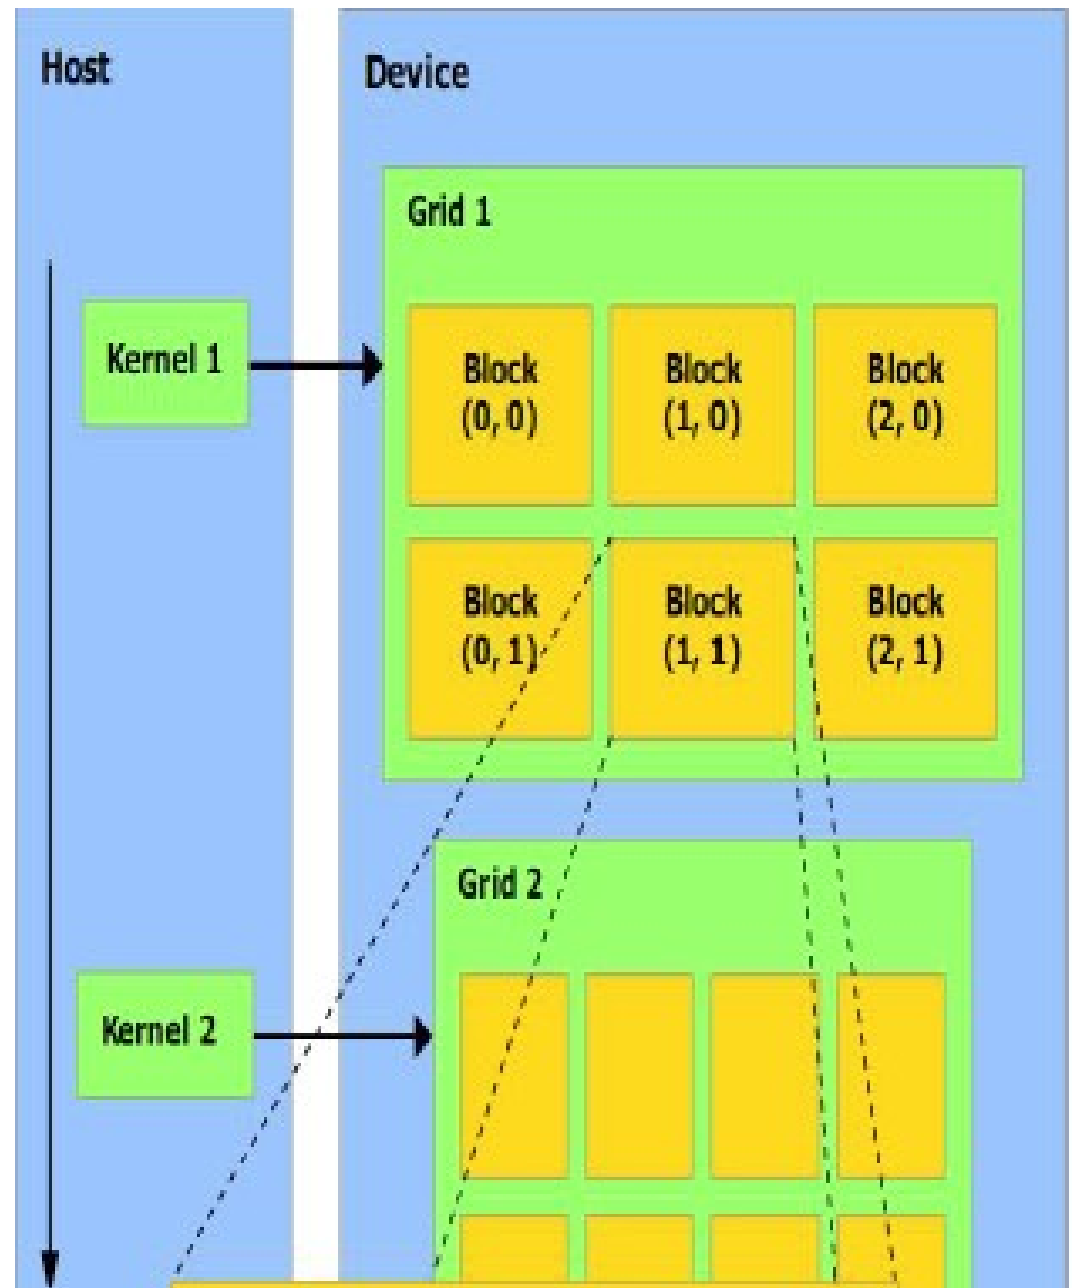 Host
Device
Grid 1
Kernel 1
Block
(0, 0)
Block
(1, 0)
Block
(2, 0)
Block
(0, 1)
Block
(1, 1)
Block
(2, 1)
Grid 2
Kernel 2